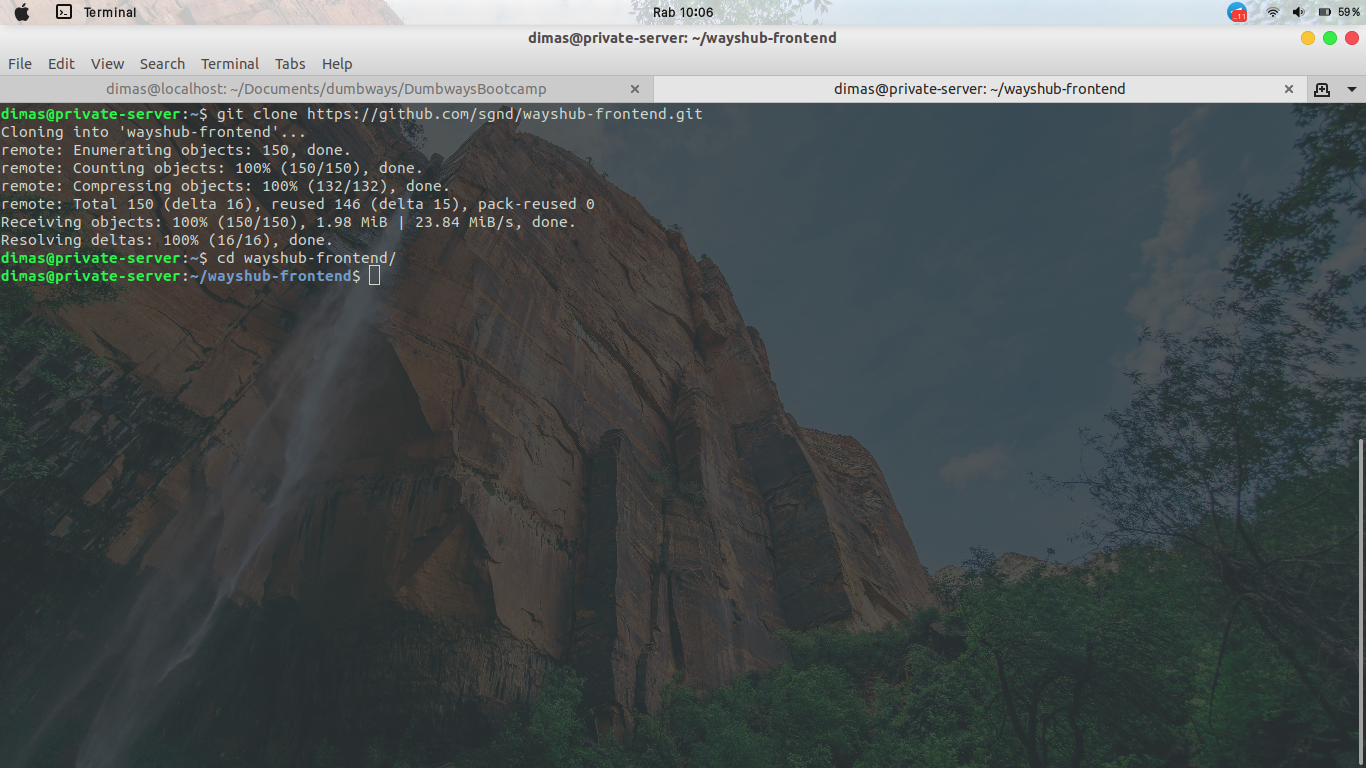 Terminal
Rab 10:06
11
59%
dimas@private-server: ~/wayshub-frontend
File Edit View Search Terminal Tabs Help
dimas@localhost: ~/Documents/dumbways/DumbwaysBootcamp
dimas@private-server: ~/wayshub-frontend
dimas@private-server:~$ git clone https://github.com/sgnd/wayshub-frontend.git
Cloning into 'wayshub-frontend'...
remote: Enumerating objects: 150, done.
remote: Counting objects: 100% (150/150), done.
remote: Compressing objects: 100% (132/132), done.
remote: Total 150 (delta 16), reused 146 (delta 15), pack-reused 0
Receiving objects: 100% (150/150), 1.98 MiB | 23.84 MiB/s, done.
Resolving deltas: 100% (16/16), done.
dimas@private-server:~$ cd wayshub-frontend/
dimas@private-server:~/wayshub-frontend$